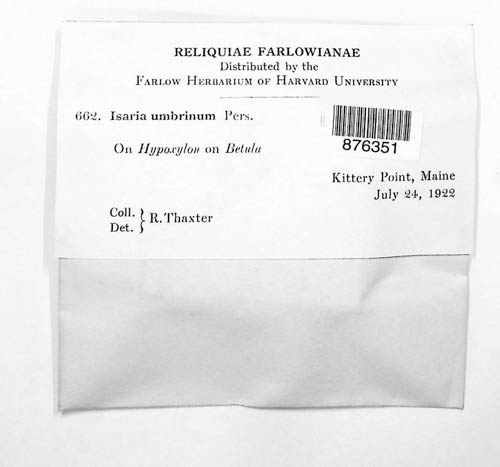 RELIQUIAE FARLOWIANAE
Distributed by the
FARLOW HERBARIUM OF HARVARD UNIVERSITY
662. Isaria umbrinum Pers.
876351
On Hypoxylon on Betula
Kittery Point, Maine
July 24, 1922
Coll.
Det. } R. Thaxter